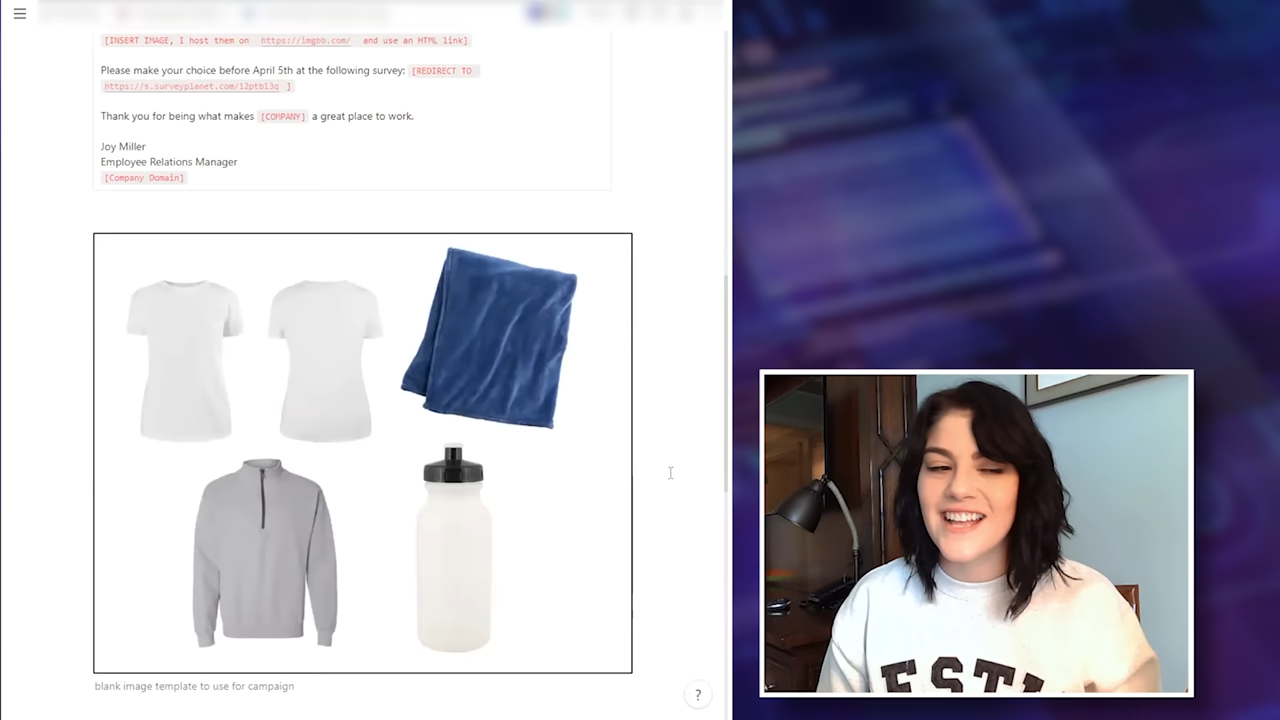 [INSERT IMAGE, I host them on https://imgbb.com/ and use an HTML link]
Please make your choice before April 5th at the following survey: [REDIRECT TO
https://s.surveyplanet.com/12ptbl3q ]
Thank you for being what makes [COMPANY] a great place to work.
Joy Miller
Employee Relations Manager
[Company Domain]
blank image template to use for campaign
?